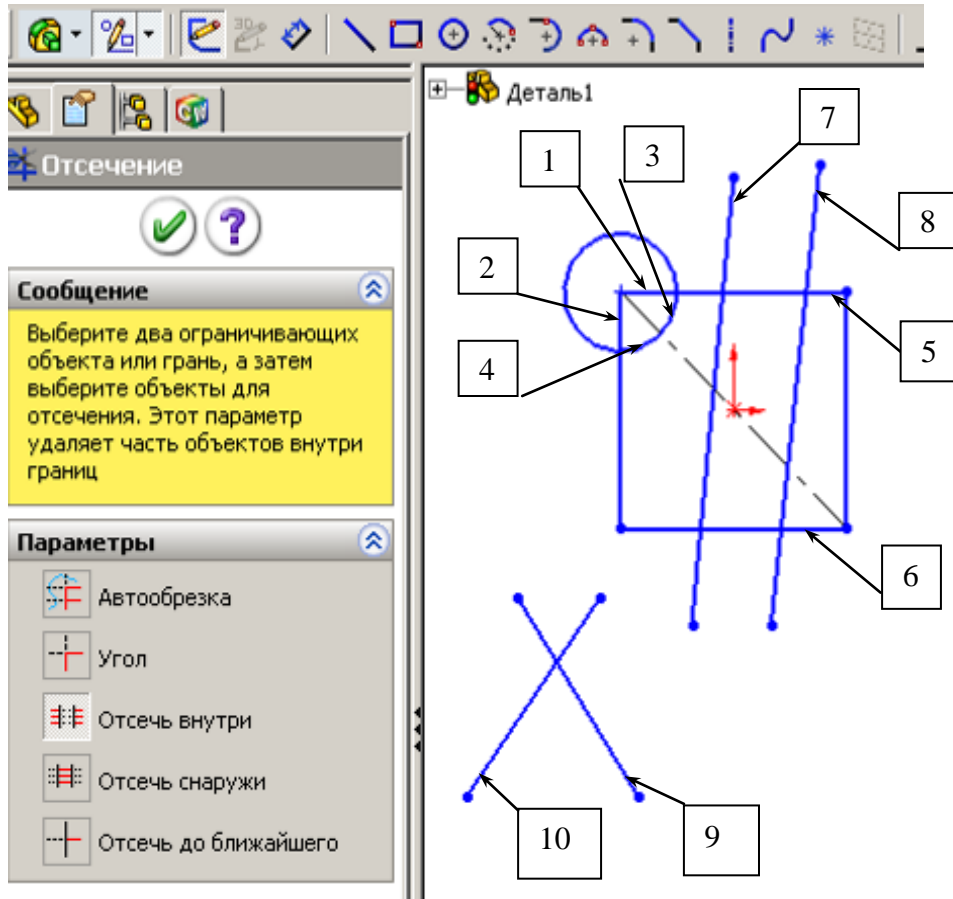 3D
Деталь1
Отсечение
Сообщение
Выберите два ограничивающих
объекта или грань, а затем
выберите объекты для
отсечения. Этот параметр
удаляет часть объектов внутри
границ
Параметры
Автообрезка
Угол
Отсечь внутри
Отсечь снаружи
Отсечь до ближайшего
1
3
7
8
2
4
5
6
10
9